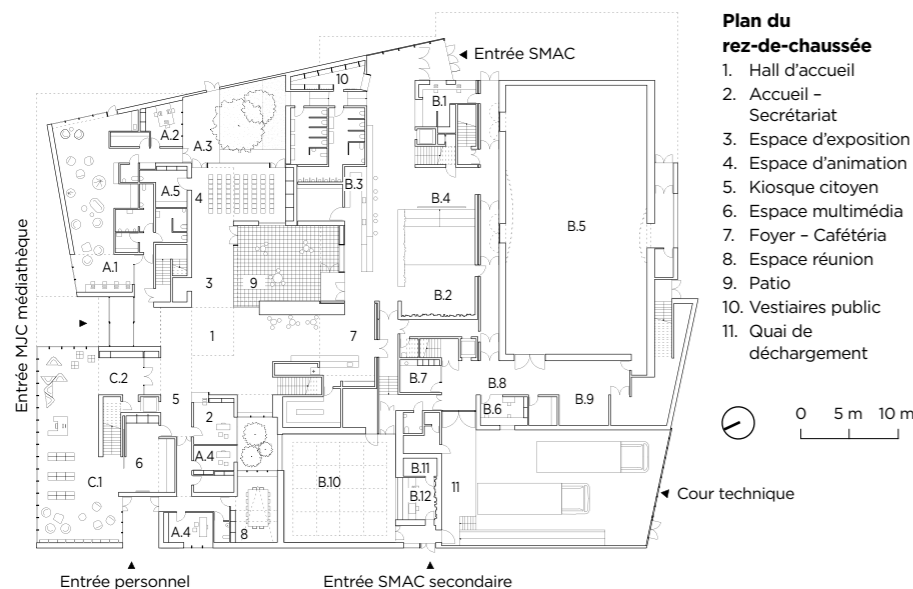 Entrée SMAC
10
B.1
A.2
A.3
A.5
4
B.3
B.4
B.5
Entrée MJC médiathèque
A.1
3
9
B.2
1
7
C.2
B.7
B.8
5
2
B.6
B.9
6
A.4
C.1
B.10
B.11
B.12
11
Cour technique
A.4
8
Entrée personnel
Entrée SMAC secondaire
Plan du
rez-de-chaussée
1. Hall d'accueil
2. Accueil –
Secrétariat
3. Espace d'exposition
4. Espace d'animation
5. Kiosque citoyen
6. Espace multimédia
7. Foyer – Cafétéria
8. Espace réunion
9. Patio
10. Vestiaires public
11. Quai de
déchargement
0 5 m 10 m